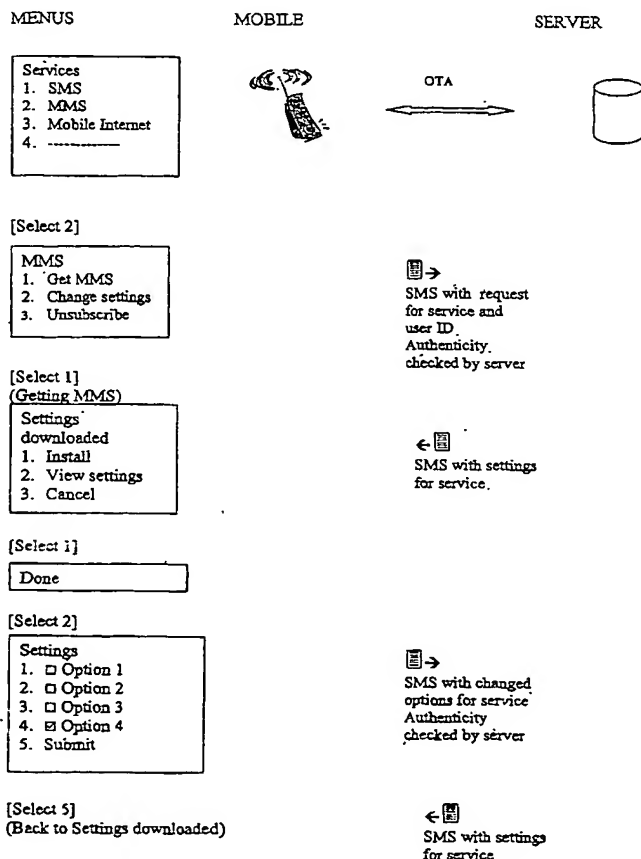 MENUS MOBILE SERVER
Services
1. SMS
2. MMS
3. Mobile Internet
4. ------------
OTA
[Select 2]
MMS
1. Get MMS
2. Change settings
3. Unsubscribe
SMS with request
for service and
user ID.
Authenticity.
checked by server
[Select 1]
(Getting MMS)
Settings
downloaded
1. Install
2. View settings
3. Cancel
SMS with settings
for service.
[Select 1]
Done
[Select 2]
Settings
1. ☐ Option 1
2. ☐ Option 2
3. ☐ Option 3
4. ☑ Option 4
5. Submit
SMS with changed
options for service
Authenticity
checked by server
[Select 5]
(Back to Settings downloaded)
SMS with settings
for service